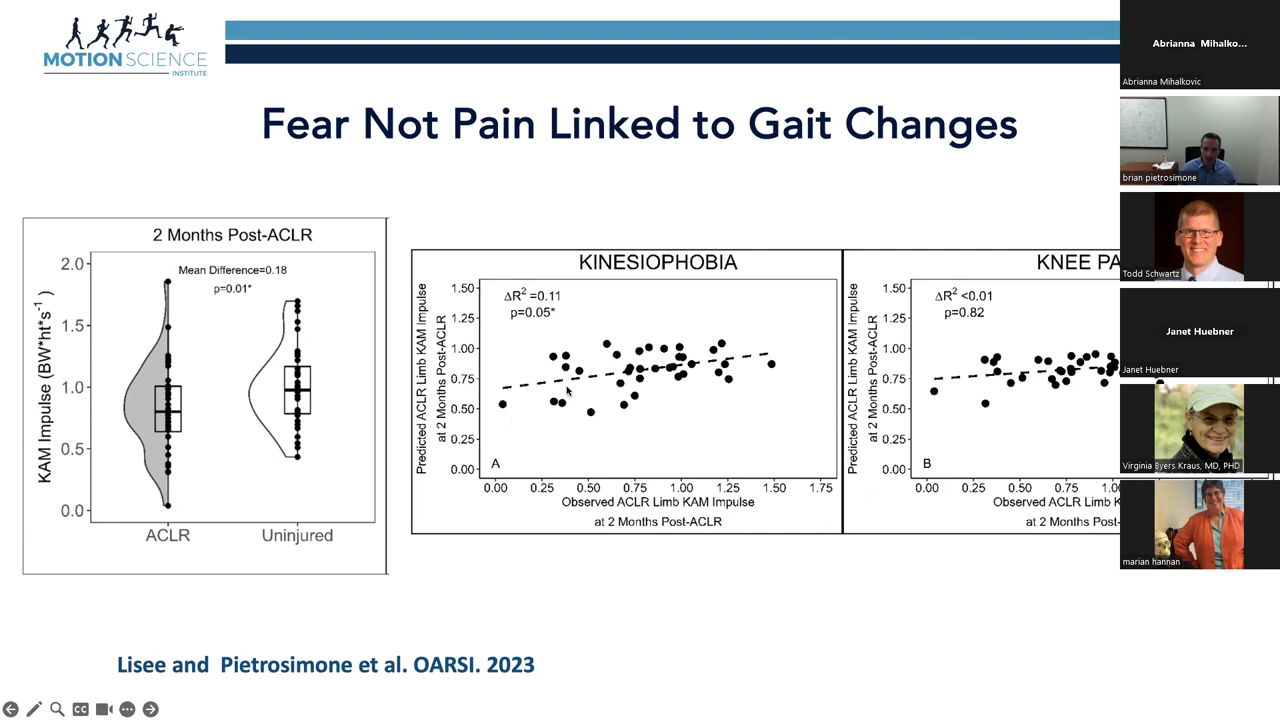 MOTION SCIENCE
INSTITUTE
Fear Not Pain Linked to Gait Changes
2 Months Post-ACLR
Mean Difference=0.18
p=0.01*
KAM Impulse (BW*ht*s⁻¹ )
2.0
1.5
1.0
0.5
0.0
ACLR
Uninjured
KINESIOPHOBIA
ΔR² =0.11
p=0.05*
Predicted ACLR Limb KAM Impulse
at 2 Months Post-ACLR
1.50
1.25
1.00
0.75
0.50
0.25
0.00
A
0.00 0.25 0.50 0.75 1.00 1.25 1.50 1.75
Observed ACLR Limb KAM Impulse
at 2 Months Post-ACLR
KNEE PA
ΔR² <0.01
p=0.82
Predicted ACLR Limb KAM Impulse
at 2 Months Post-ACLR
1.50
1.25
1.00
0.75
0.50
0.25
0.00
B
0.00 0.25 0.50 0.75 1.0
Observed ACLR Limb K
at 2 Months Post-
Lisee and Pietrosimone et al. OARSI. 2023
CC
Abrianna Mihalko...
Abrianna Mihalkovic
brian pietrosimone
Todd Schwartz
Janet Huebner
Janet Huebner
Virginia Byers Kraus, MD, PHD
marian hannan